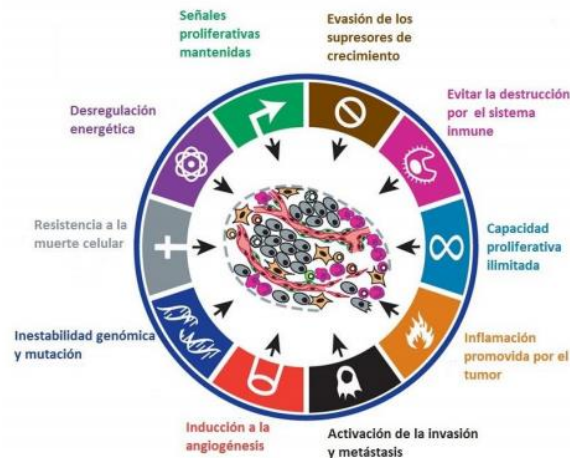 Señales
proliferativas
mantenidas
Evasión de los
supresores de
crecimiento
Evitar la destrucción
por el sistema
inmune
Desregulación
energética
Resistencia a la
muerte celular
Capacidad
proliferativa
ilimitada
Inestabilidad genómica
y mutación
Inflamación
promovida por el
tumor
Inducción a la
angiogénesis
Activación de la invasión
y metástasis